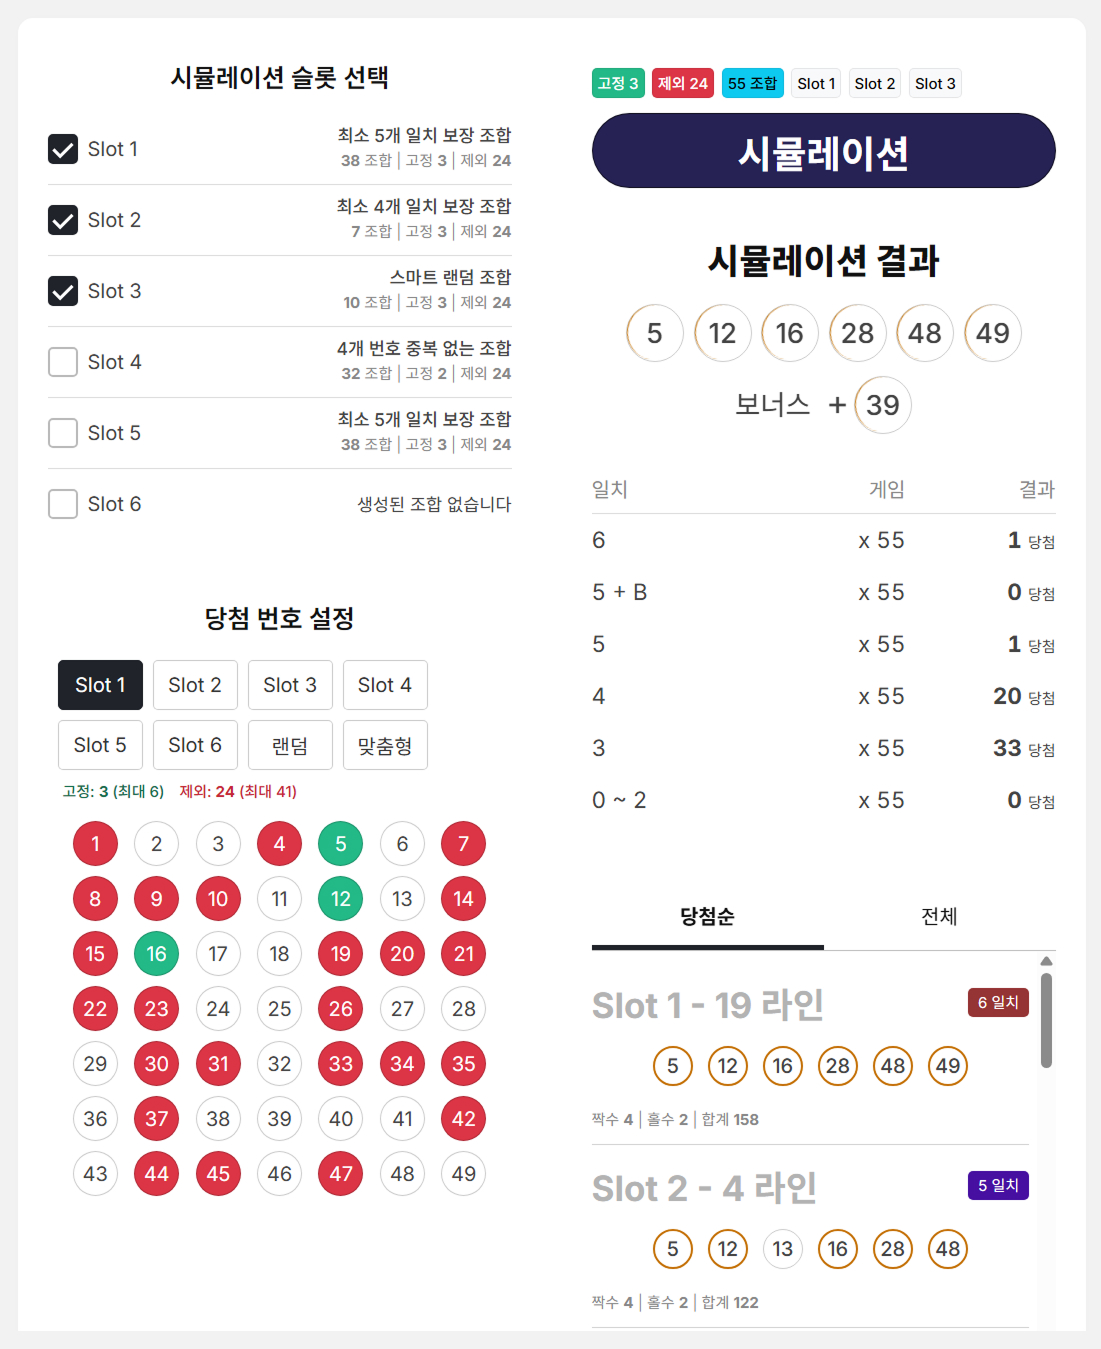 시뮬레이션 슬롯 선택
Slot 1
최소 5개 일치 보장 조합
38 조합 | 고정 3 | 제외 24
Slot 2
최소 4개 일치 보장 조합
7 조합 | 고정 3 | 제외 24
Slot 3
스마트 랜덤 조합
10 조합 | 고정 3 | 제외 24
Slot 4
4개 번호 중복 없는 조합
32 조합 | 고정 2 | 제외 24
Slot 5
최소 5개 일치 보장 조합
38 조합 | 고정 3 | 제외 24
Slot 6
생성된 조합 없습니다
당첨 번호 설정
Slot 1 Slot 2 Slot 3 Slot 4
Slot 5 Slot 6 랜덤 맞춤형
고정: 3 (최대 6) 제외: 24 (최대 41)
1 2 3 4 5 6 7
8 9 10 11 12 13 14
15 16 17 18 19 20 21
22 23 24 25 26 27 28
29 30 31 32 33 34 35
36 37 38 39 40 41 42
43 44 45 46 47 48 49
고정 3 제외 24 55 조합 Slot 1 Slot 2 Slot 3
시뮬레이션
시뮬레이션 결과
5 12 16 28 48 49
보너스 + 39
일치 게임 결과
6 x 55 1 당첨
5 + B x 55 0 당첨
5 x 55 1 당첨
4 x 55 20 당첨
3 x 55 33 당첨
0 ~ 2 x 55 0 당첨
당첨순 전체
Slot 1 - 19 라인 6 일치
5 12 16 28 48 49
짝수 4 | 홀수 2 | 합계 158
Slot 2 - 4 라인 5 일치
5 12 13 16 28 48
짝수 4 | 홀수 2 | 합계 122